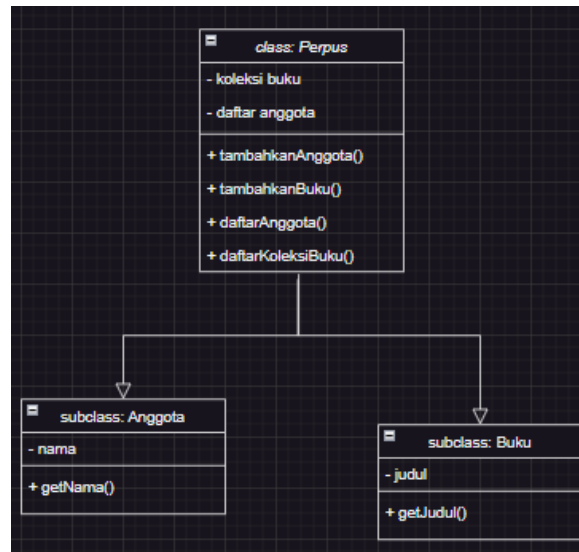 class: Perpus
- koleksi buku
- daftar anggota
+ tambahkanAnggota()
+ tambahkanBuku()
+ daftarAnggota()
+ daftarKoleksiBuku()
subclass: Anggota
- nama
+ getNama()
subclass: Buku
- judul
+ getJudul()